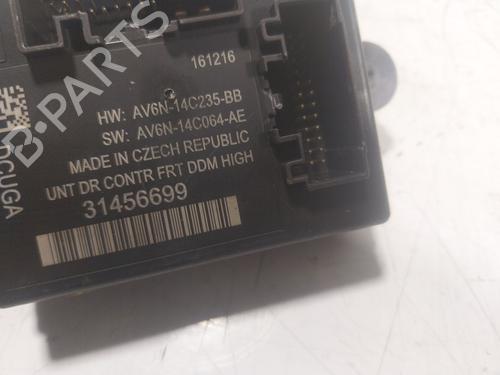 161216
HW: AV6N-14C235-BB
SW: AV6N-14C064-AE
MADE IN CZECH REPUBLIC
UNT DR CONTR FRT DDM HIGH
31456699
DCUGA
B-PARTS